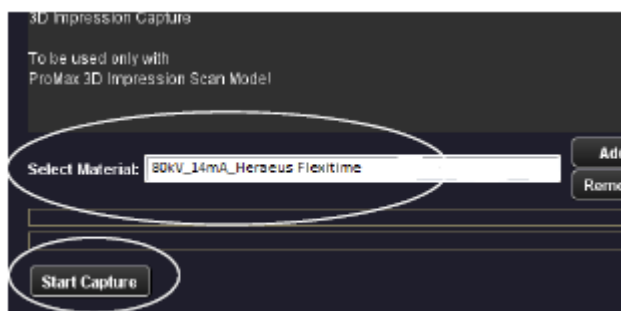 3D Impression Capture
To be used only with
ProMax 3D Impression Scan Model
Select Material: 80kV_14mA_Heraeus Flexitime
Start Capture